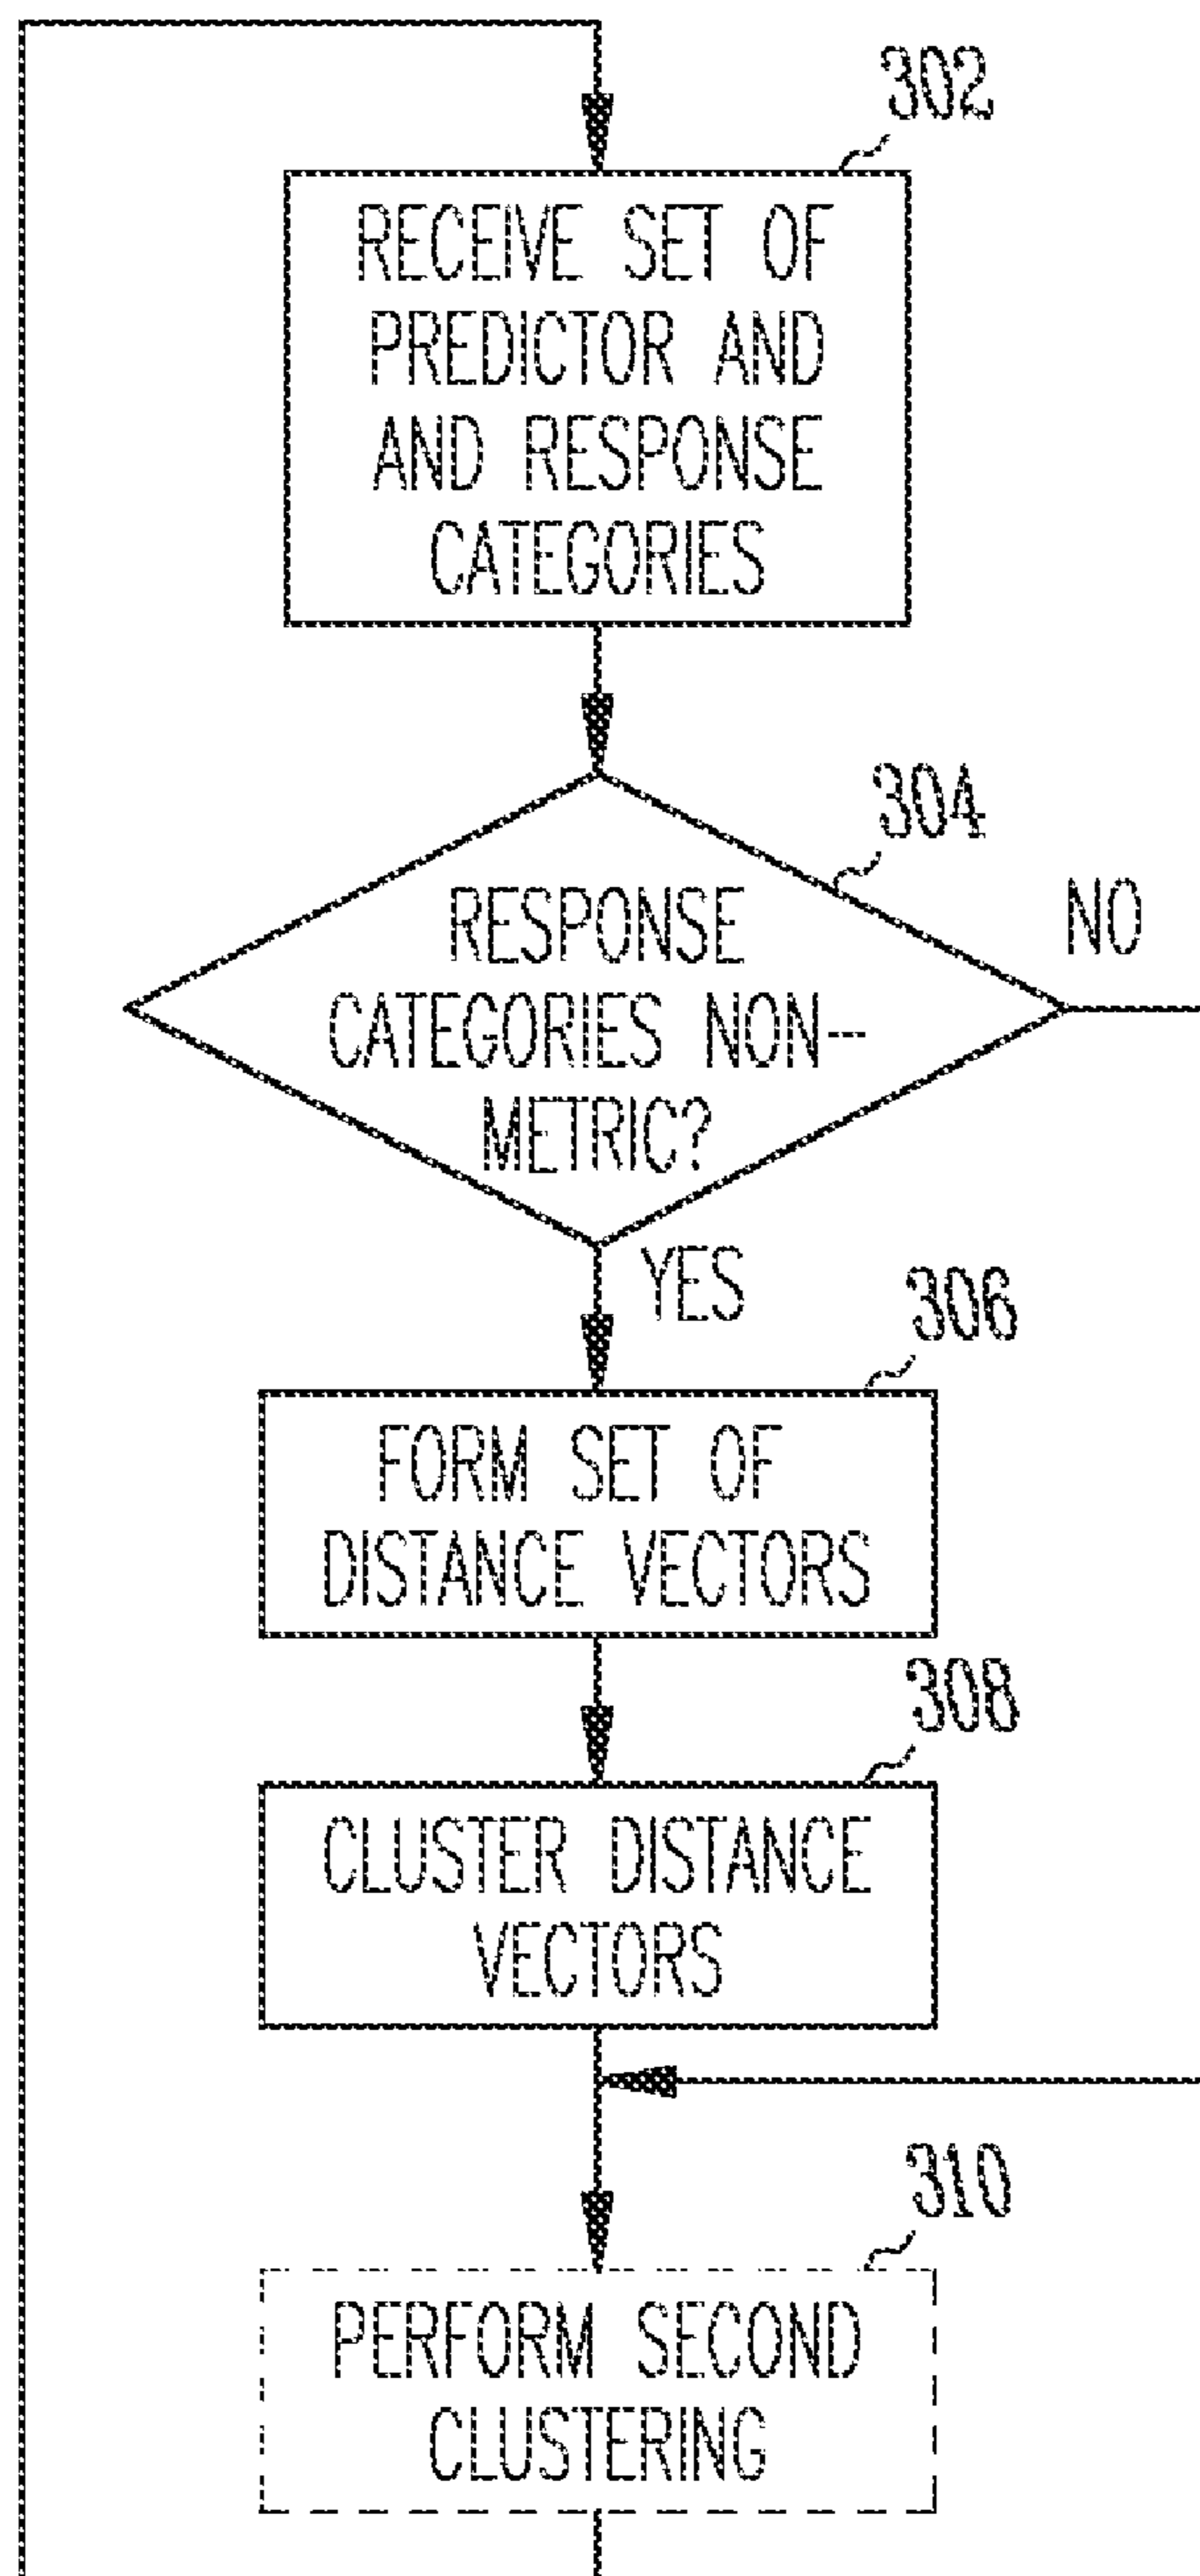 302
RECEIVE SET OF
PREDICTOR AND
AND RESPONSE
CATEGORIES
304
RESPONSE
CATEGORIES NON-
METRIC?
NO
YES
306
FORM SET OF
DISTANCE VECTORS
308
CLUSTER DISTANCE
VECTORS
310
PERFORM SECOND
CLUSTERING